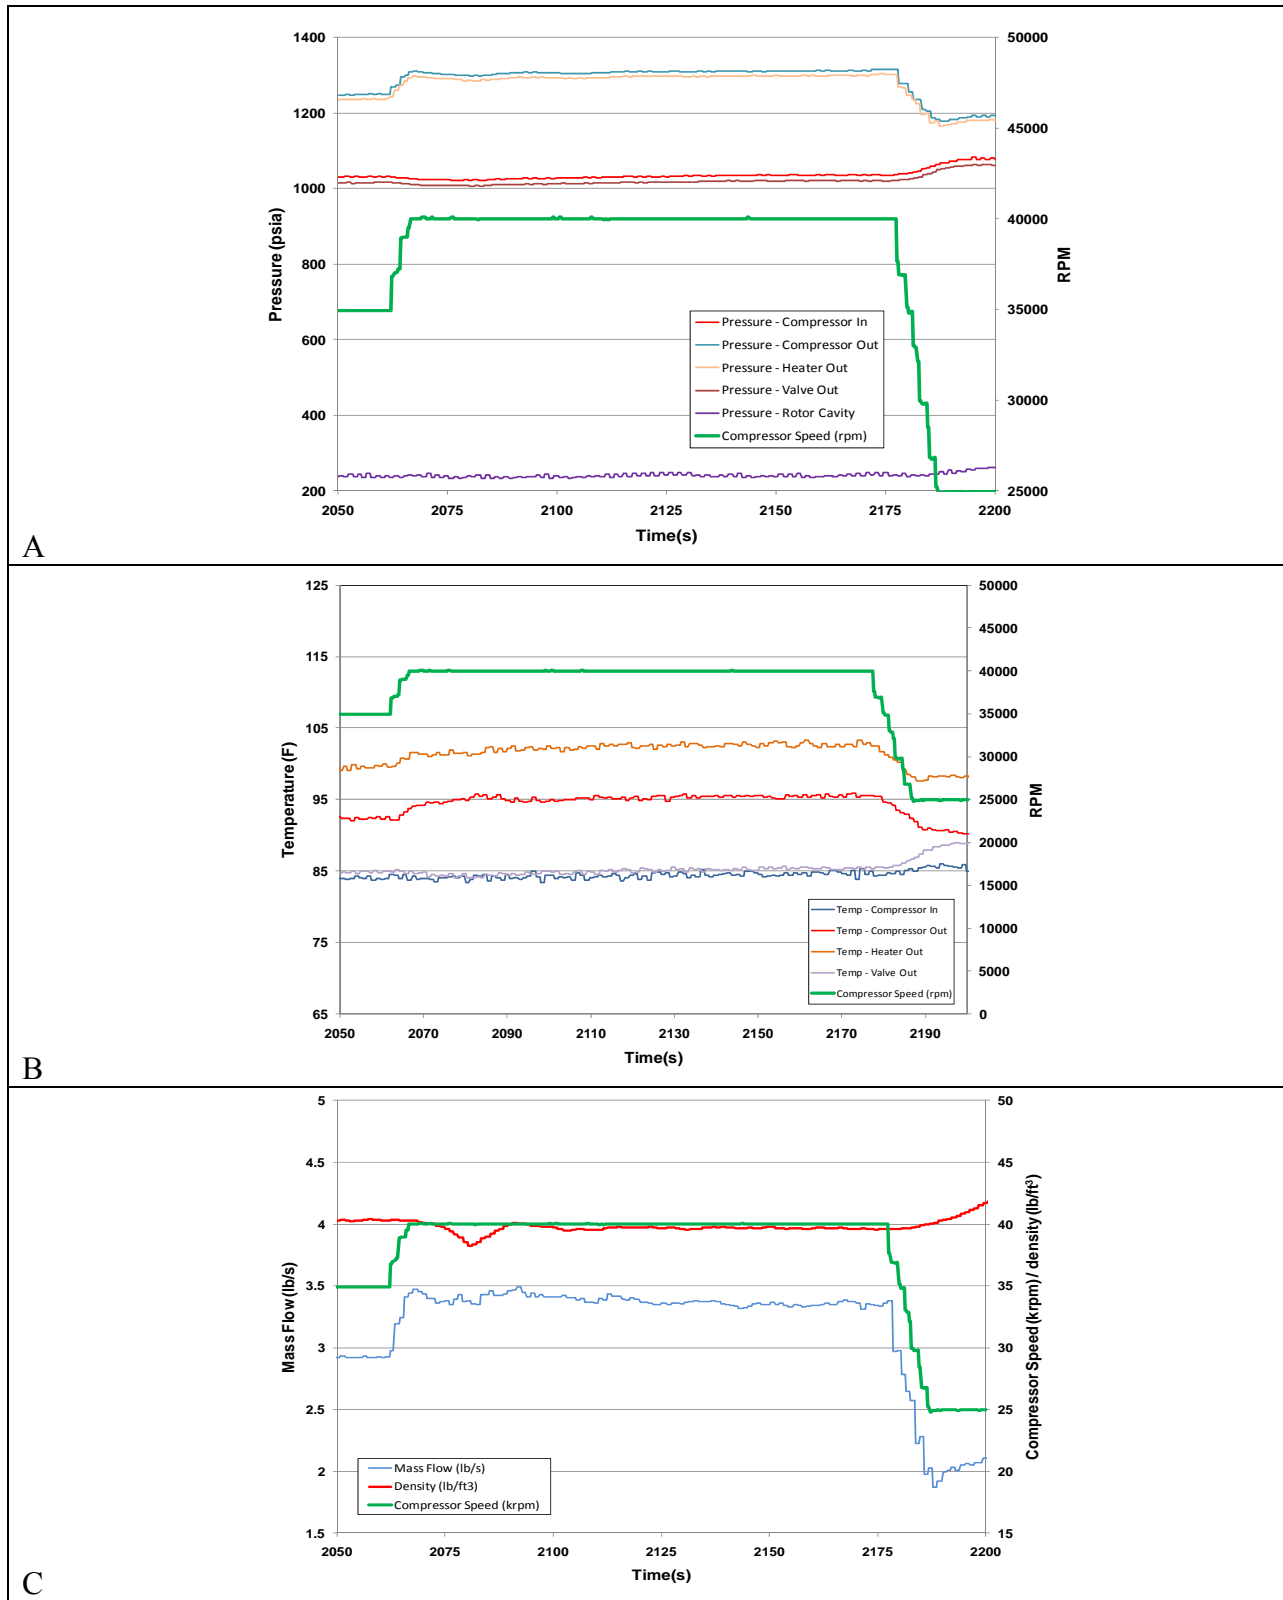 1400
1200
1000
800
600
400
200
Pressure (psia)
50000
45000
40000
35000
30000
25000
RPM
Pressure - Compressor In
Pressure - Compressor Out
Pressure - Heater Out
Pressure - Valve Out
Pressure - Rotor Cavity
Compressor Speed (rpm)
2050 2075 2100 2125 2150 2175 2200
Time(s)
A
125
115
105
95
85
75
65
Temperature (F)
50000
45000
40000
35000
30000
25000
20000
15000
10000
5000
0
RPM
Temp - Compressor In
Temp - Compressor Out
Temp - Heater Out
Temp - Valve Out
Compressor Speed (rpm)
2050 2070 2090 2110 2130 2150 2170 2190
Time(s)
B
5
4.5
4
3.5
3
2.5
2
1.5
Mass Flow (lb/s)
50
45
40
35
30
25
20
15
Compressor Speed (krpm) / density (lb/ft³)
Mass Flow (lb/s)
Density (lb/ft3)
Compressor Speed (krpm)
2050 2075 2100 2125 2150 2175 2200
Time(s)
C